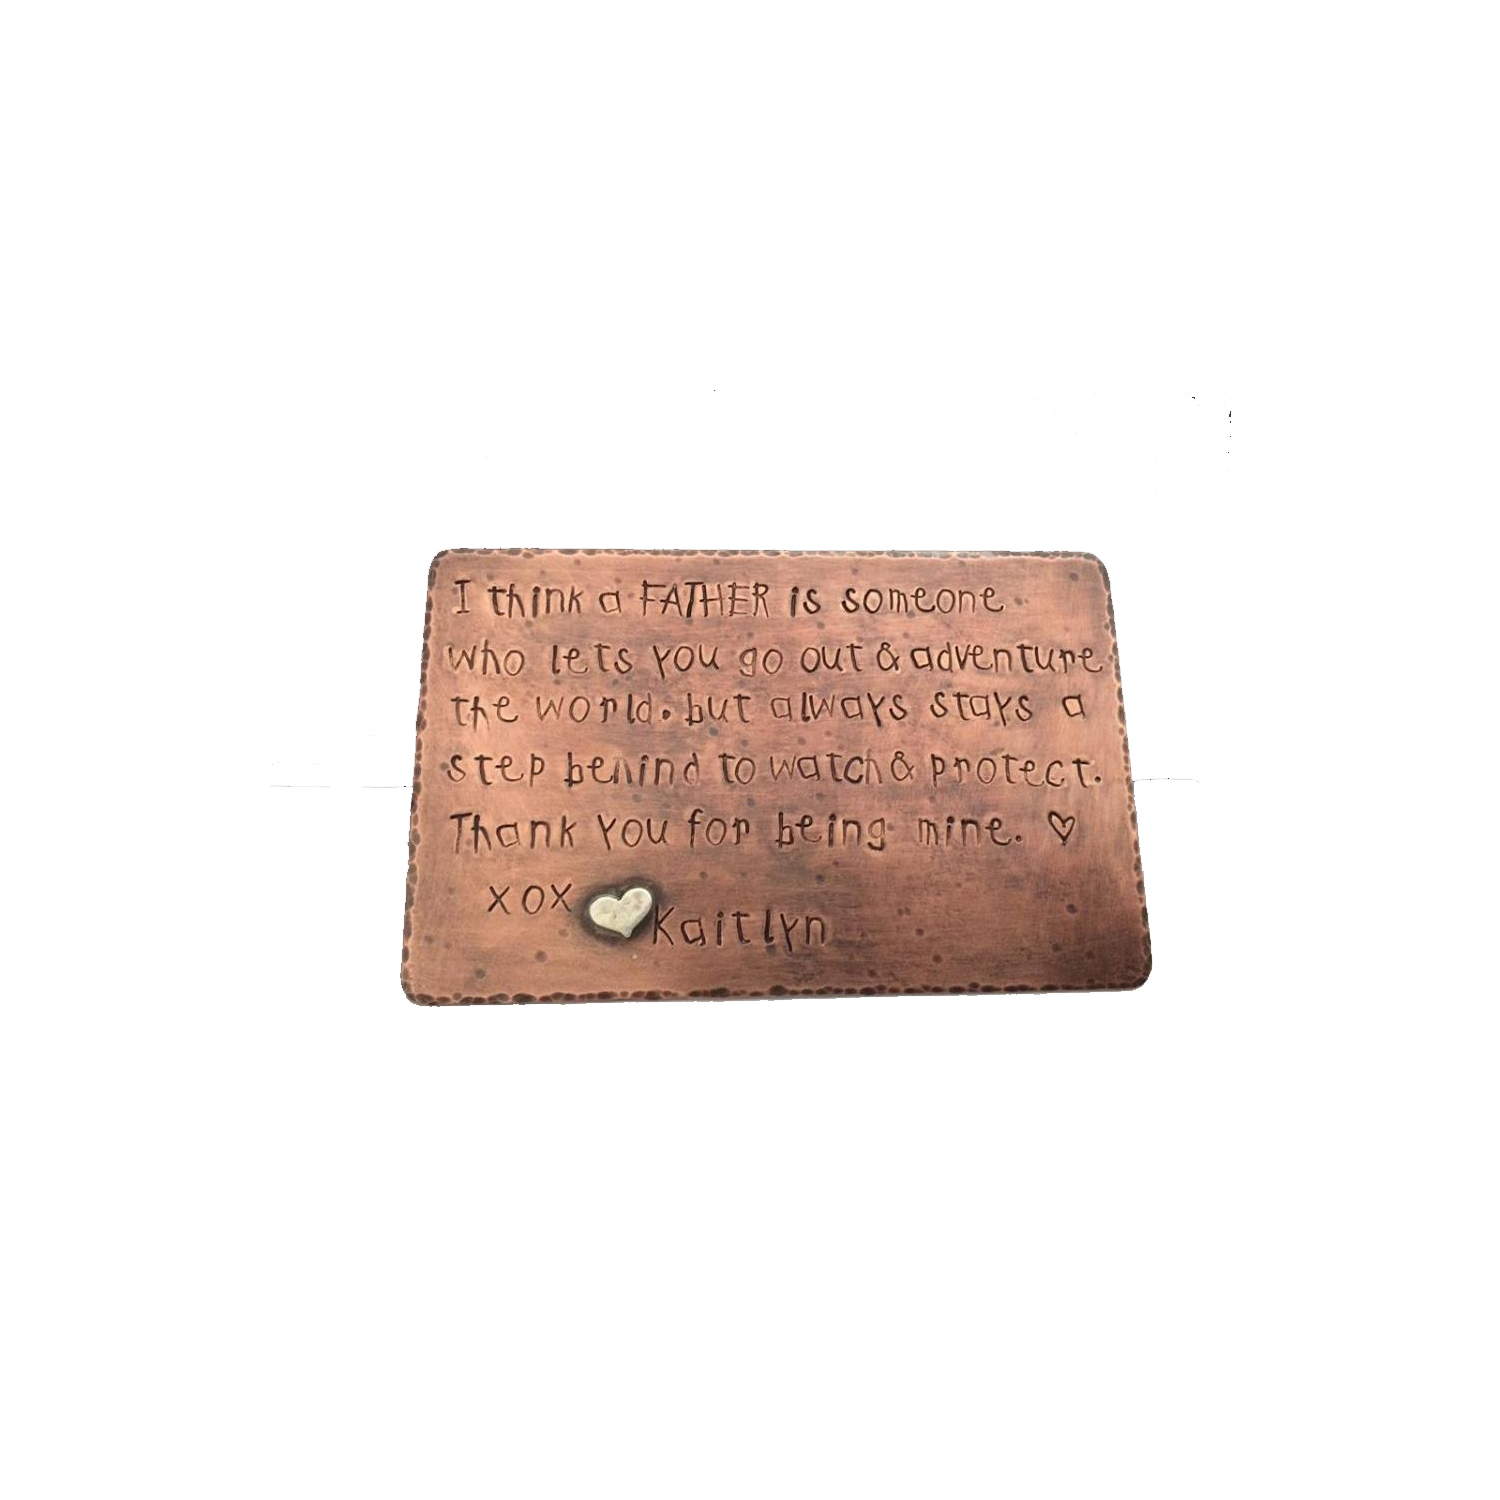 I think a FATHER is someone
who lets you go out & adventure
the world. but always stays a
step behind to watch & protect.
Thank you for being mine. ♡
xox Kaitlyn